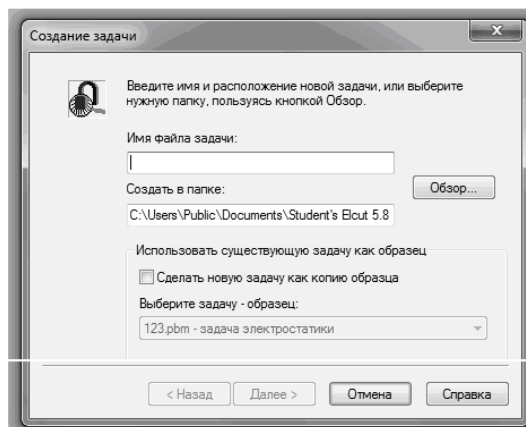 Создание задачи
Введите имя и расположение новой задачи, или выберите
нужную папку, пользуясь кнопкой Обзор.
Имя файла задачи:
Создать в папке:
Обзор...
C:\Users\Public\Documents\Student's Elcut 5.8
Использовать существующую задачу как образец
Сделать новую задачу как копию образца
Выберите задачу - образец:
123.pbm - задача электростатики
< Назад
Далее >
Отмена
Справка